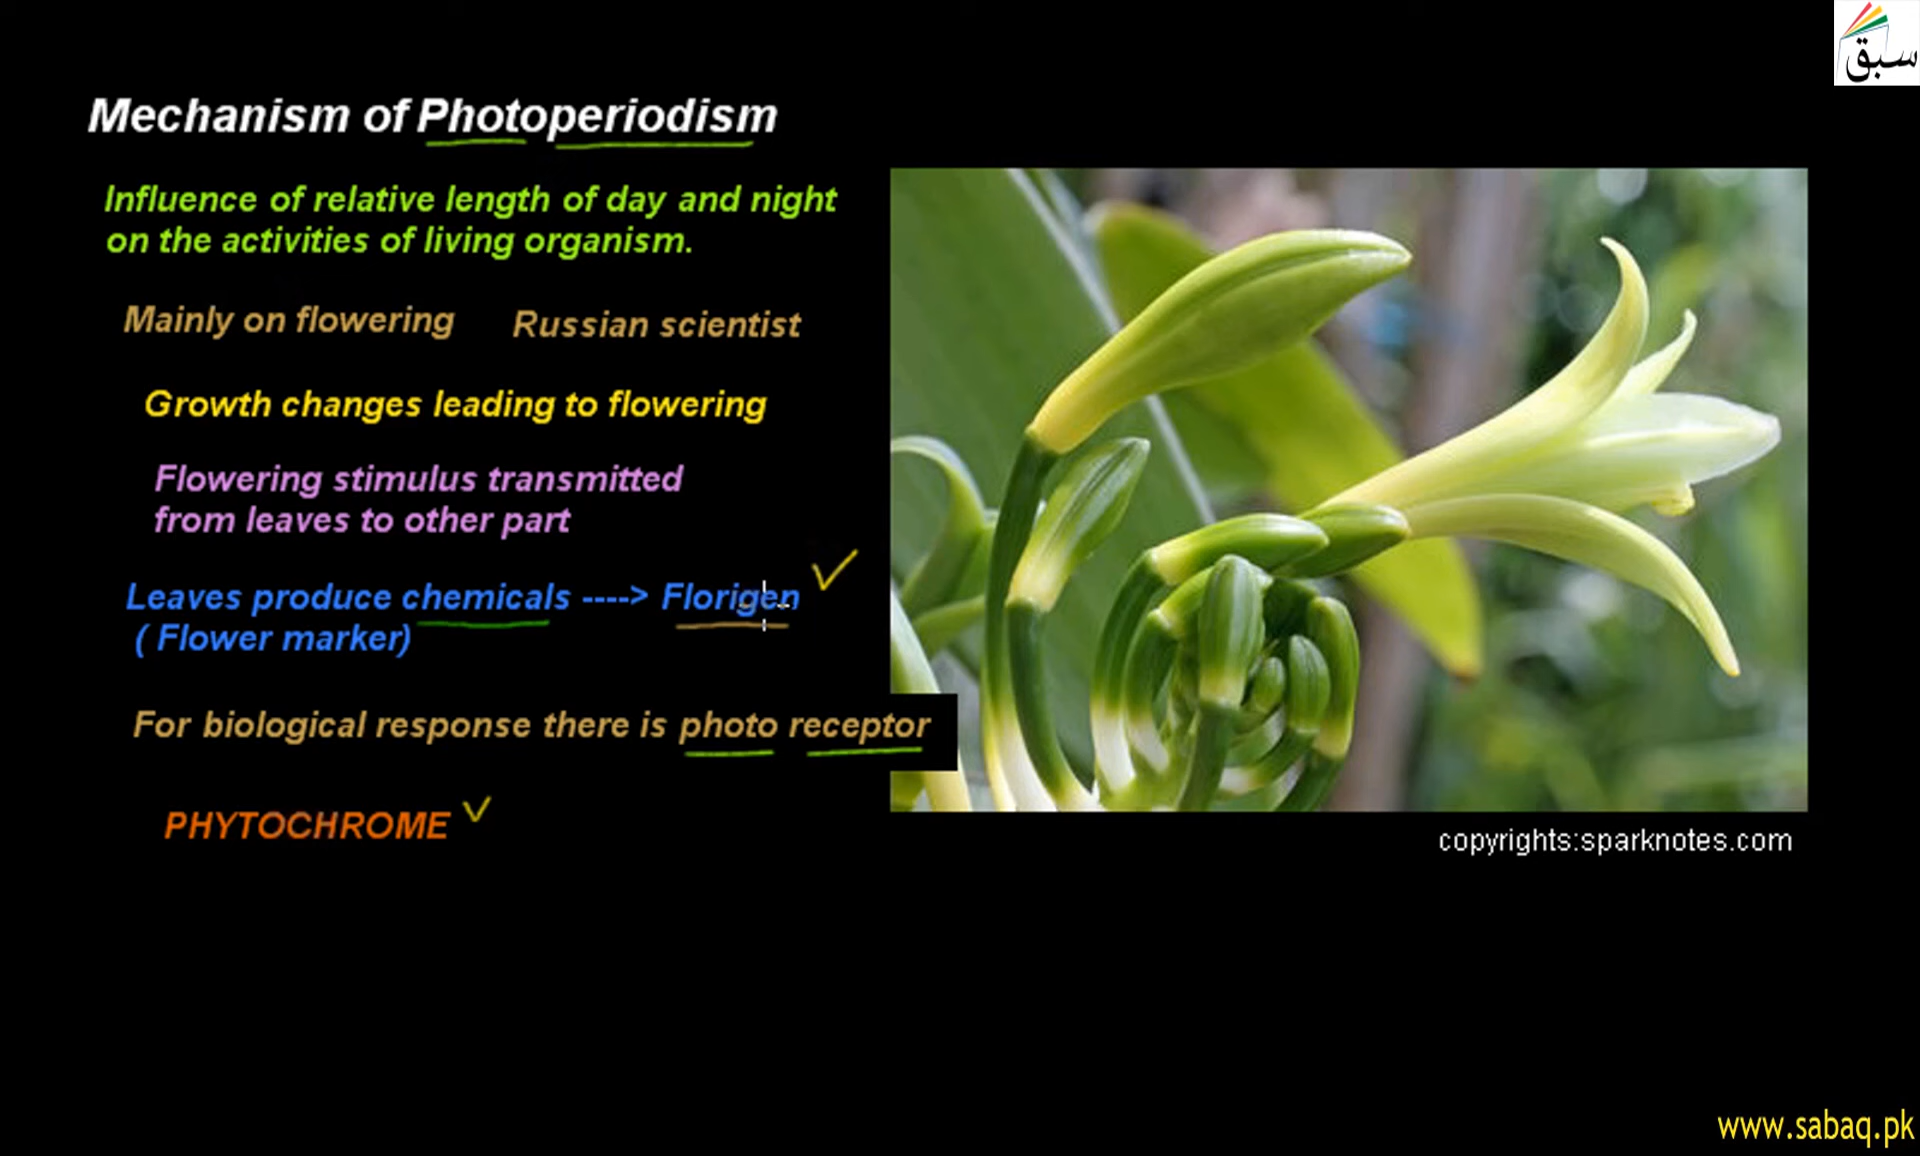 سبق
Mechanism of Photoperiodism
Influence of relative length of day and night
on the activities of living organism.
Mainly on flowering
Russian scientist
Growth changes leading to flowering
Flowering stimulus transmitted
from leaves to other part
Leaves produce chemicals ----> Florigen
( Flower marker)
For biological response there is photo receptor
PHYTOCHROME
copyrights:sparknotes.com
www.sabaq.pk